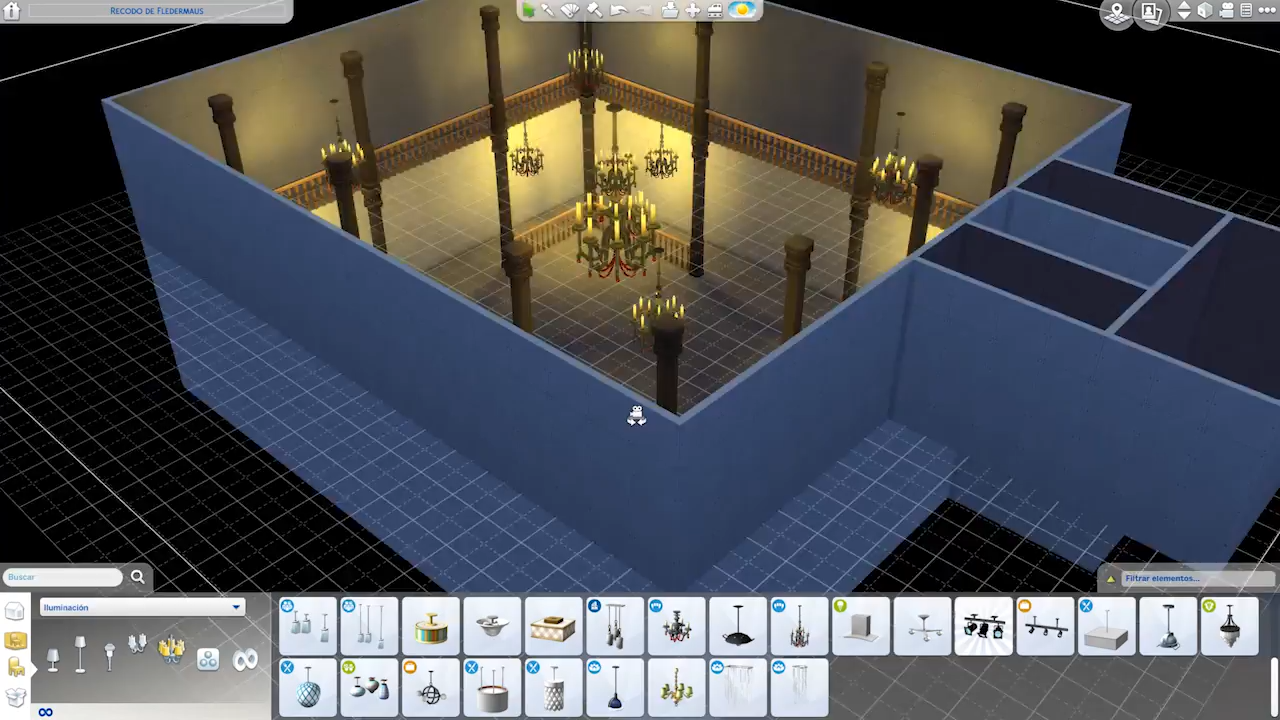 RECODO DE FLEDERMAUS
Buscar
Filtrar elementos...
Iluminación